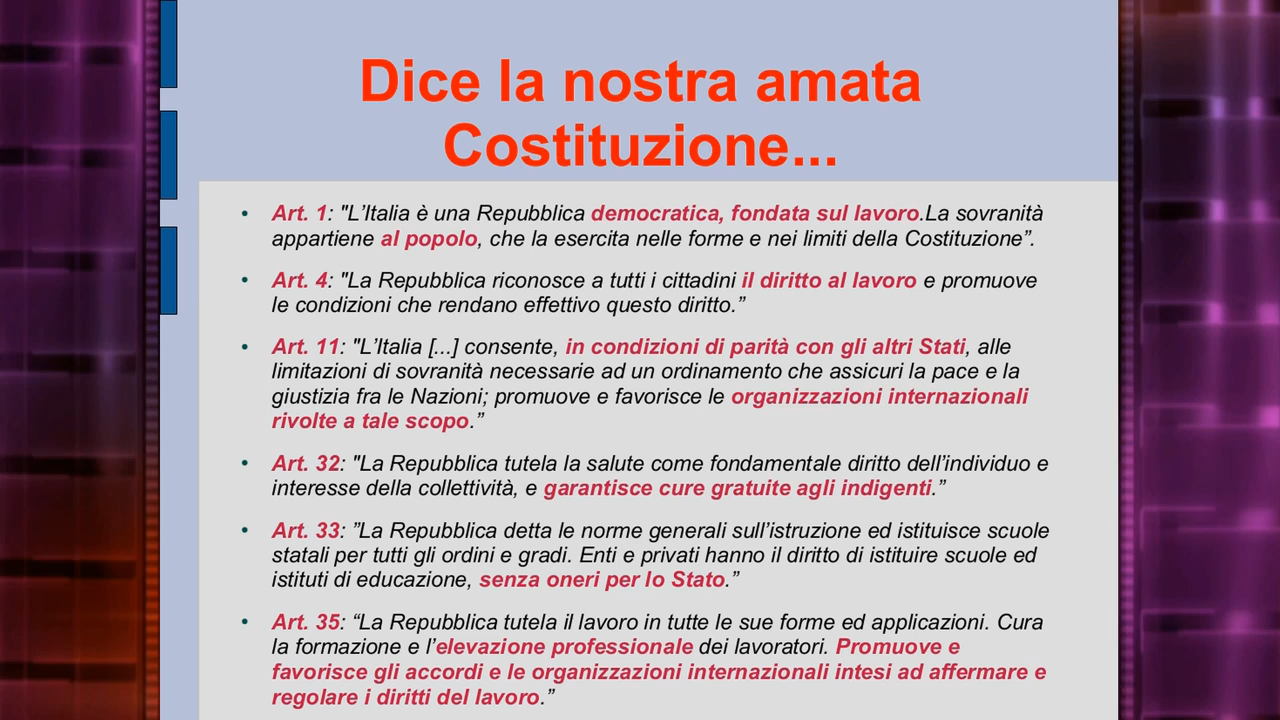 Dice la nostra amata
Costituzione...
• Art. 1: "L’Italia è una Repubblica democratica, fondata sul lavoro.La sovranità
appartiene al popolo, che la esercita nelle forme e nei limiti della Costituzione”.
• Art. 4: "La Repubblica riconosce a tutti i cittadini il diritto al lavoro e promuove
le condizioni che rendano effettivo questo diritto.”
• Art. 11: "L’Italia [...] consente, in condizioni di parità con gli altri Stati, alle
limitazioni di sovranità necessarie ad un ordinamento che assicuri la pace e la
giustizia fra le Nazioni; promuove e favorisce le organizzazioni internazionali
rivolte a tale scopo.”
• Art. 32: "La Repubblica tutela la salute come fondamentale diritto dell’individuo e
interesse della collettività, e garantisce cure gratuite agli indigenti.”
• Art. 33: ”La Repubblica detta le norme generali sull’istruzione ed istituisce scuole
statali per tutti gli ordini e gradi. Enti e privati hanno il diritto di istituire scuole ed
istituti di educazione, senza oneri per lo Stato.”
• Art. 35: “La Repubblica tutela il lavoro in tutte le sue forme ed applicazioni. Cura
la formazione e l’elevazione professionale dei lavoratori. Promuove e
favorisce gli accordi e le organizzazioni internazionali intesi ad affermare e
regolare i diritti del lavoro.”